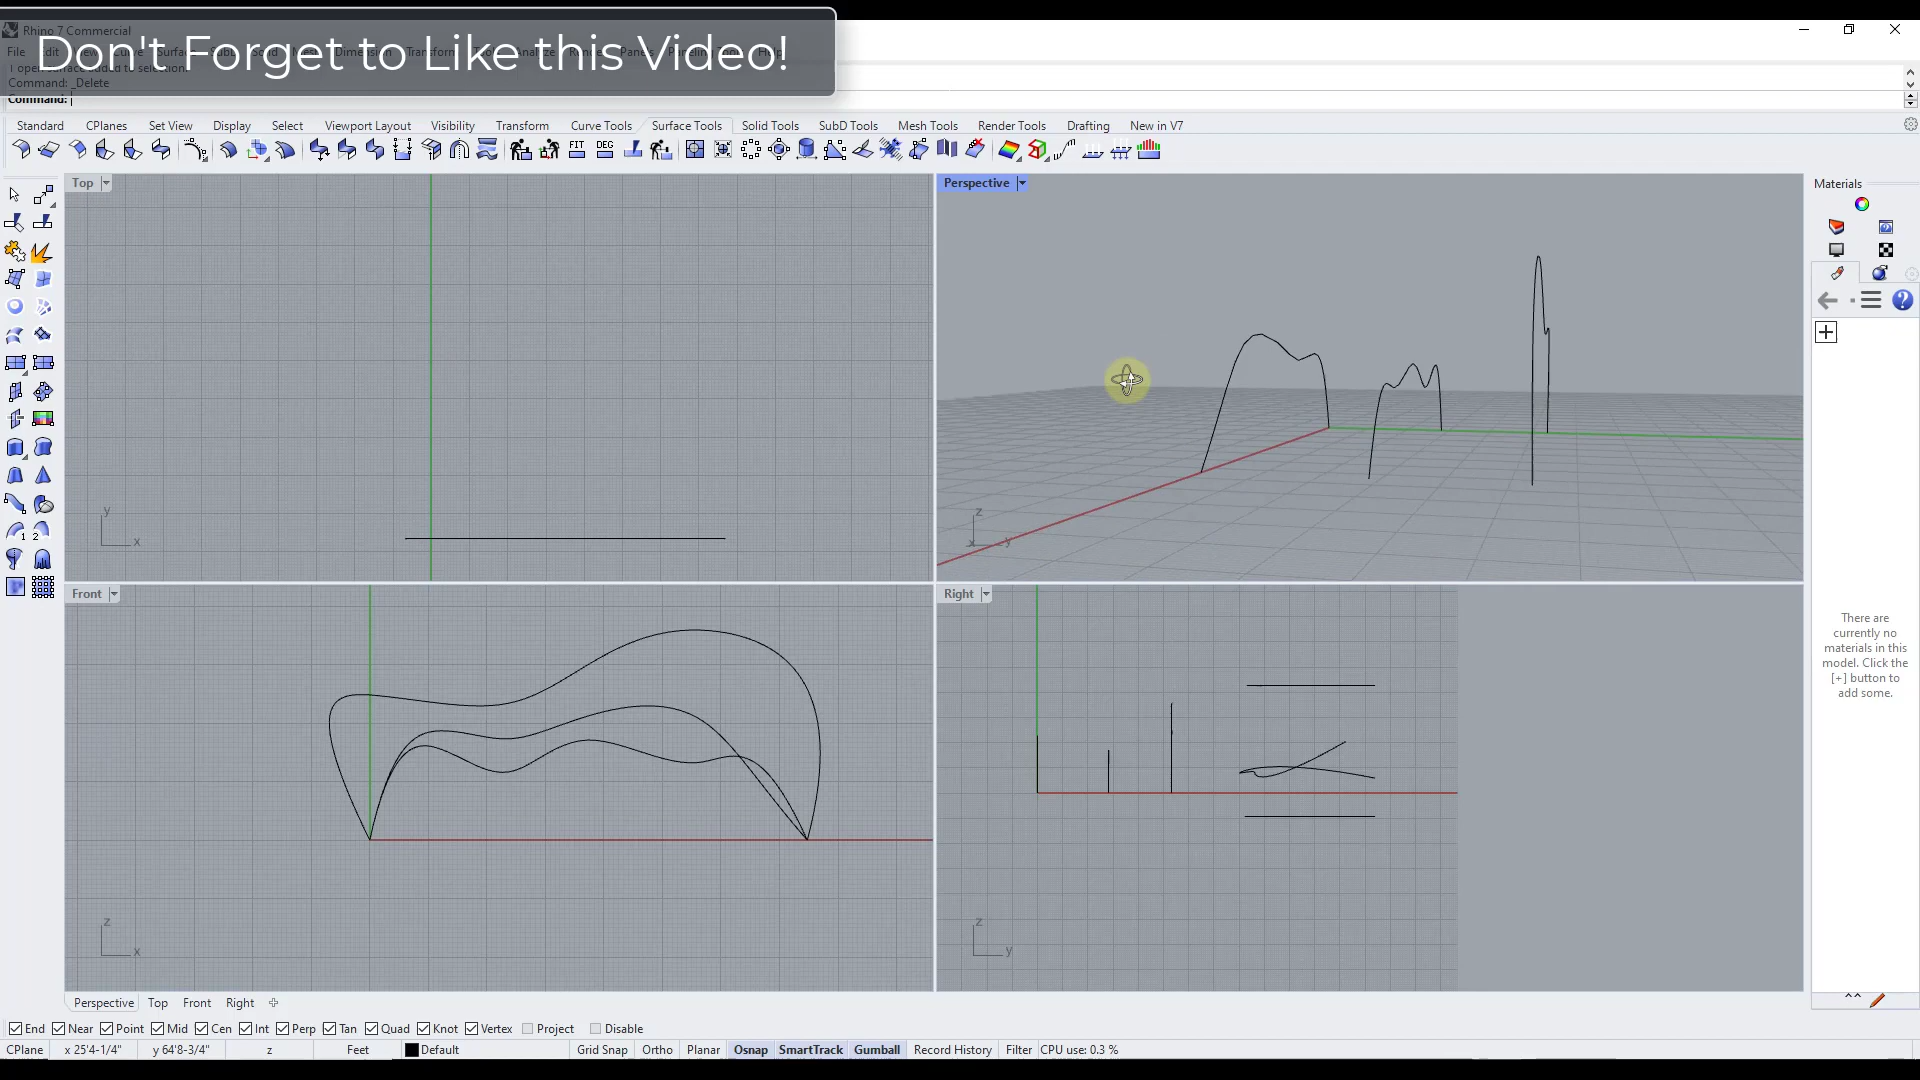 Rhino 7 Commercial
Don't Forget to Like this Video!
Command: _Delete
Command:
Standard CPlanes Set View Display Select Viewport Layout Visibility Transform Curve Tools Surface Tools Solid Tools SubD Tools Mesh Tools Render Tools Drafting New in V7
FIT DEG
Top
Perspective
Materials
y
x
z
x
y
Front
Right
There are
currently no
materials in this
model. Click the
[+] button to
add some.
z
x
z
y
1 2
Perspective Top Front Right
End Near Point Mid Cen Int Perp Tan Quad Knot Vertex Project Disable
CPlane x 25'4-1/4" y 64'8-3/4" z Feet Default Grid Snap Ortho Planar Osnap SmartTrack Gumball Record History Filter CPU use: 0.3 %